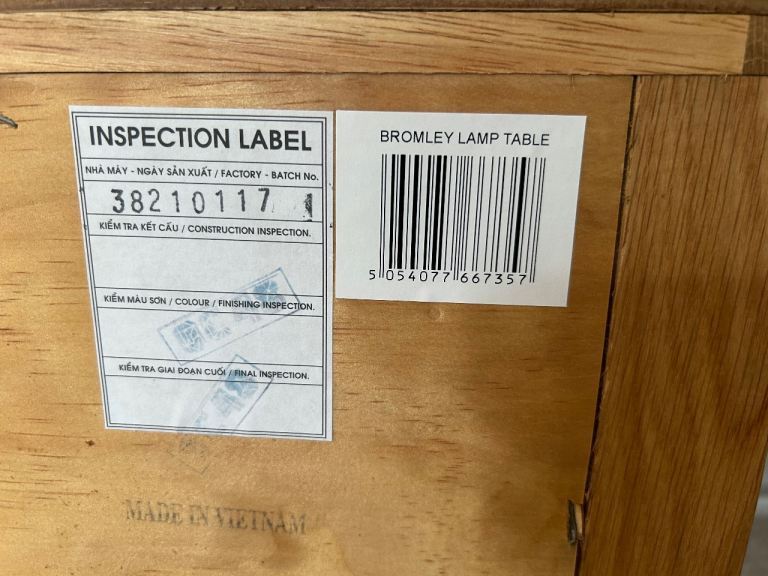 INSPECTION LABEL
NHÀ MÁY - NGÀY SẢN XUẤT / FACTORY - BATCH No.
38210117
KIỂM TRA KẾT CẤU / CONSTRUCTION INSPECTION.
KIỂM MÀU SƠN / COLOUR / FINISHING INSPECTION.
KIỂM TRA GIAI ĐOẠN CUỐI / FINAL INSPECTION.
BROMLEY LAMP TABLE
5 054077 667357
MADE IN VIETNAM